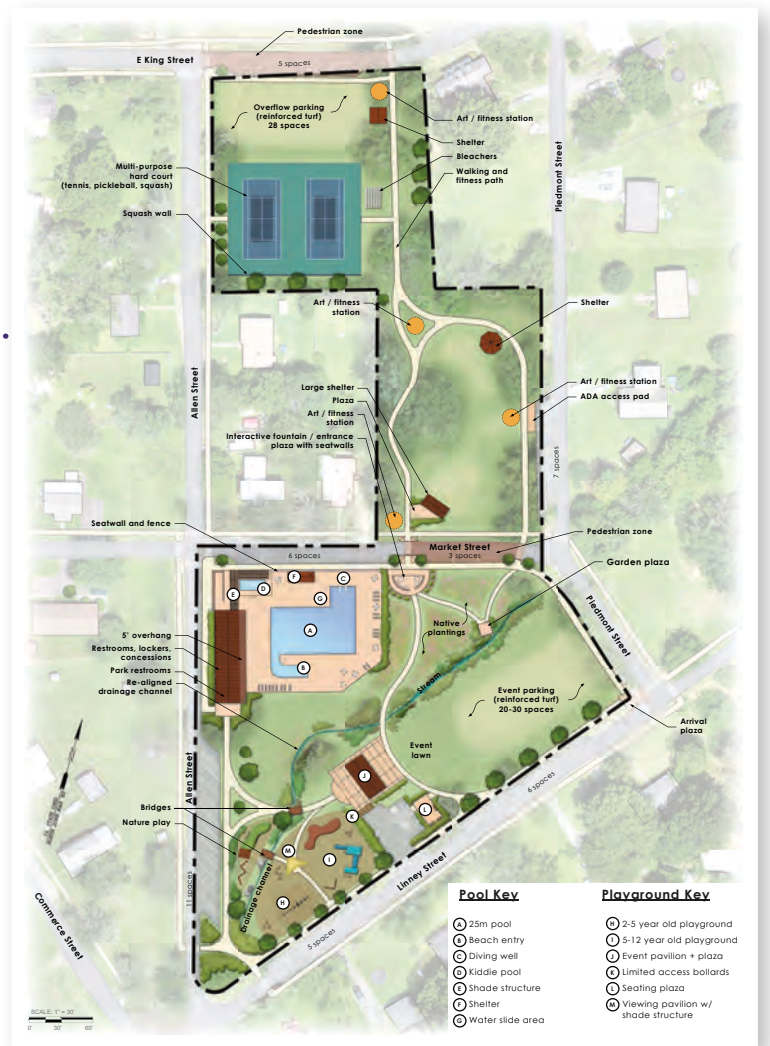 Pedestrian zone
E King Street
5 spaces
Overflow parking
(reinforced turf)
28 spaces
Art / fitness station
Shelter
Bleachers
Walking and
fitness path
Multi-purpose
hard court
(tennis, pickleball, squash)
Squash wall
Piedmont Street
Allen Street
Art / fitness
station
Shelter
Large shelter
Plaza
Art / fitness
station
Interactive fountain / entrance
plaza with seatwalls
Art / fitness station
ADA access pad
7 spaces
Seatwall and fence
6 spaces
Market Street
3 spaces
Pedestrian zone
Garden plaza
F
C
D
E
G
A
B
Native
plantings
Piedmont Street
5' overhang
Restrooms, lockers,
concessions
Park restrooms
Re-aligned
drainage channel
Stream
Event parking
(reinforced turf)
20-30 spaces
Arrival
plaza
Event
lawn
J
Allen Street
6 spaces
Bridges
Nature play
K
L
M
I
H
Drainage channel
Linney Street
11 spaces
5 spaces
Commerce Street
Pool Key
A 25m pool
B Beach entry
C Diving well
D Kiddie pool
E Shade structure
F Shelter
G Water slide area
Playground Key
H 2-5 year old playground
I 5-12 year old playground
J Event pavilion + plaza
K Limited access bollards
L Seating plaza
M Viewing pavilion w/
shade structure
SCALE: 1" = 30'
0' 30' 60'